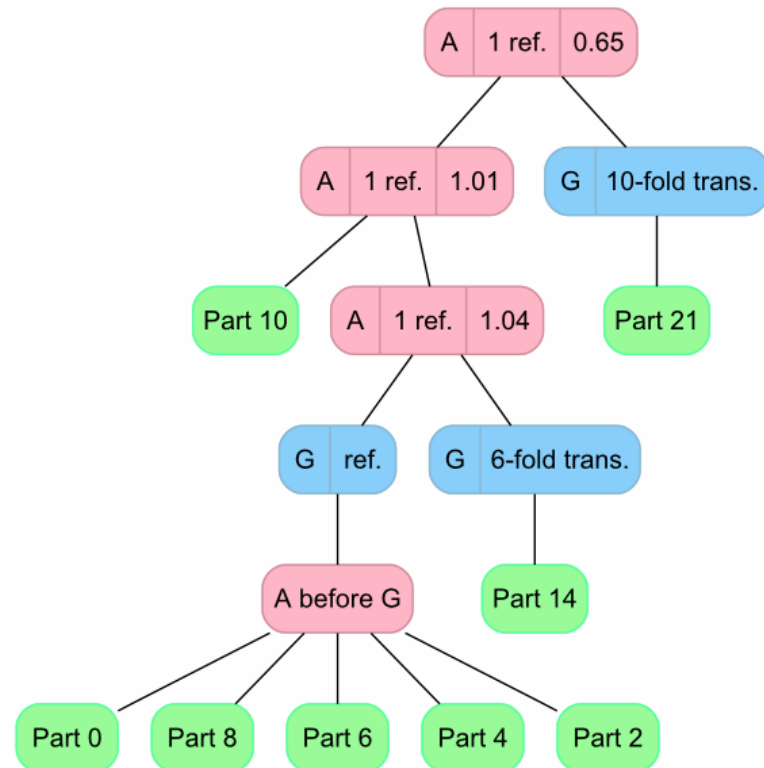 A 1 ref. 0.65
A 1 ref. 1.01
G 10-fold trans.
Part 10
A 1 ref. 1.04
Part 21
G ref.
G 6-fold trans.
A before G
Part 14
Part 0
Part 8
Part 6
Part 4
Part 2